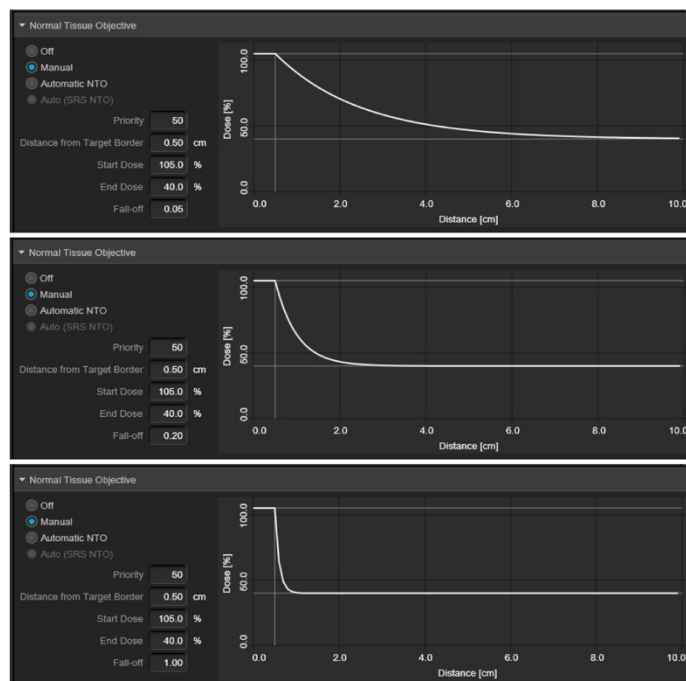 Normal Tissue Objective
Off
Manual
Automatic NTO
Auto (SRS NTO)
Priority 50
Distance from Target Border 0.50 cm
Start Dose 105.0 %
End Dose 40.0 %
Fall-off 0.05
Dose [%]
100.0
50.0
0.0
0.0 2.0 4.0 6.0 8.0 10.0
Distance [cm]
Normal Tissue Objective
Off
Manual
Automatic NTO
Auto (SRS NTO)
Priority 50
Distance from Target Border 0.50 cm
Start Dose 105.0 %
End Dose 40.0 %
Fall-off 0.20
Dose [%]
100.0
50.0
0.0
0.0 2.0 4.0 6.0 8.0 10.0
Distance [cm]
Normal Tissue Objective
Off
Manual
Automatic NTO
Auto (SRS NTO)
Priority 50
Distance from Target Border 0.50 cm
Start Dose 105.0 %
End Dose 40.0 %
Fall-off 1.00
Dose [%]
100.0
50.0
0.0
0.0 2.0 4.0 6.0 8.0 10.0
Distance [cm]